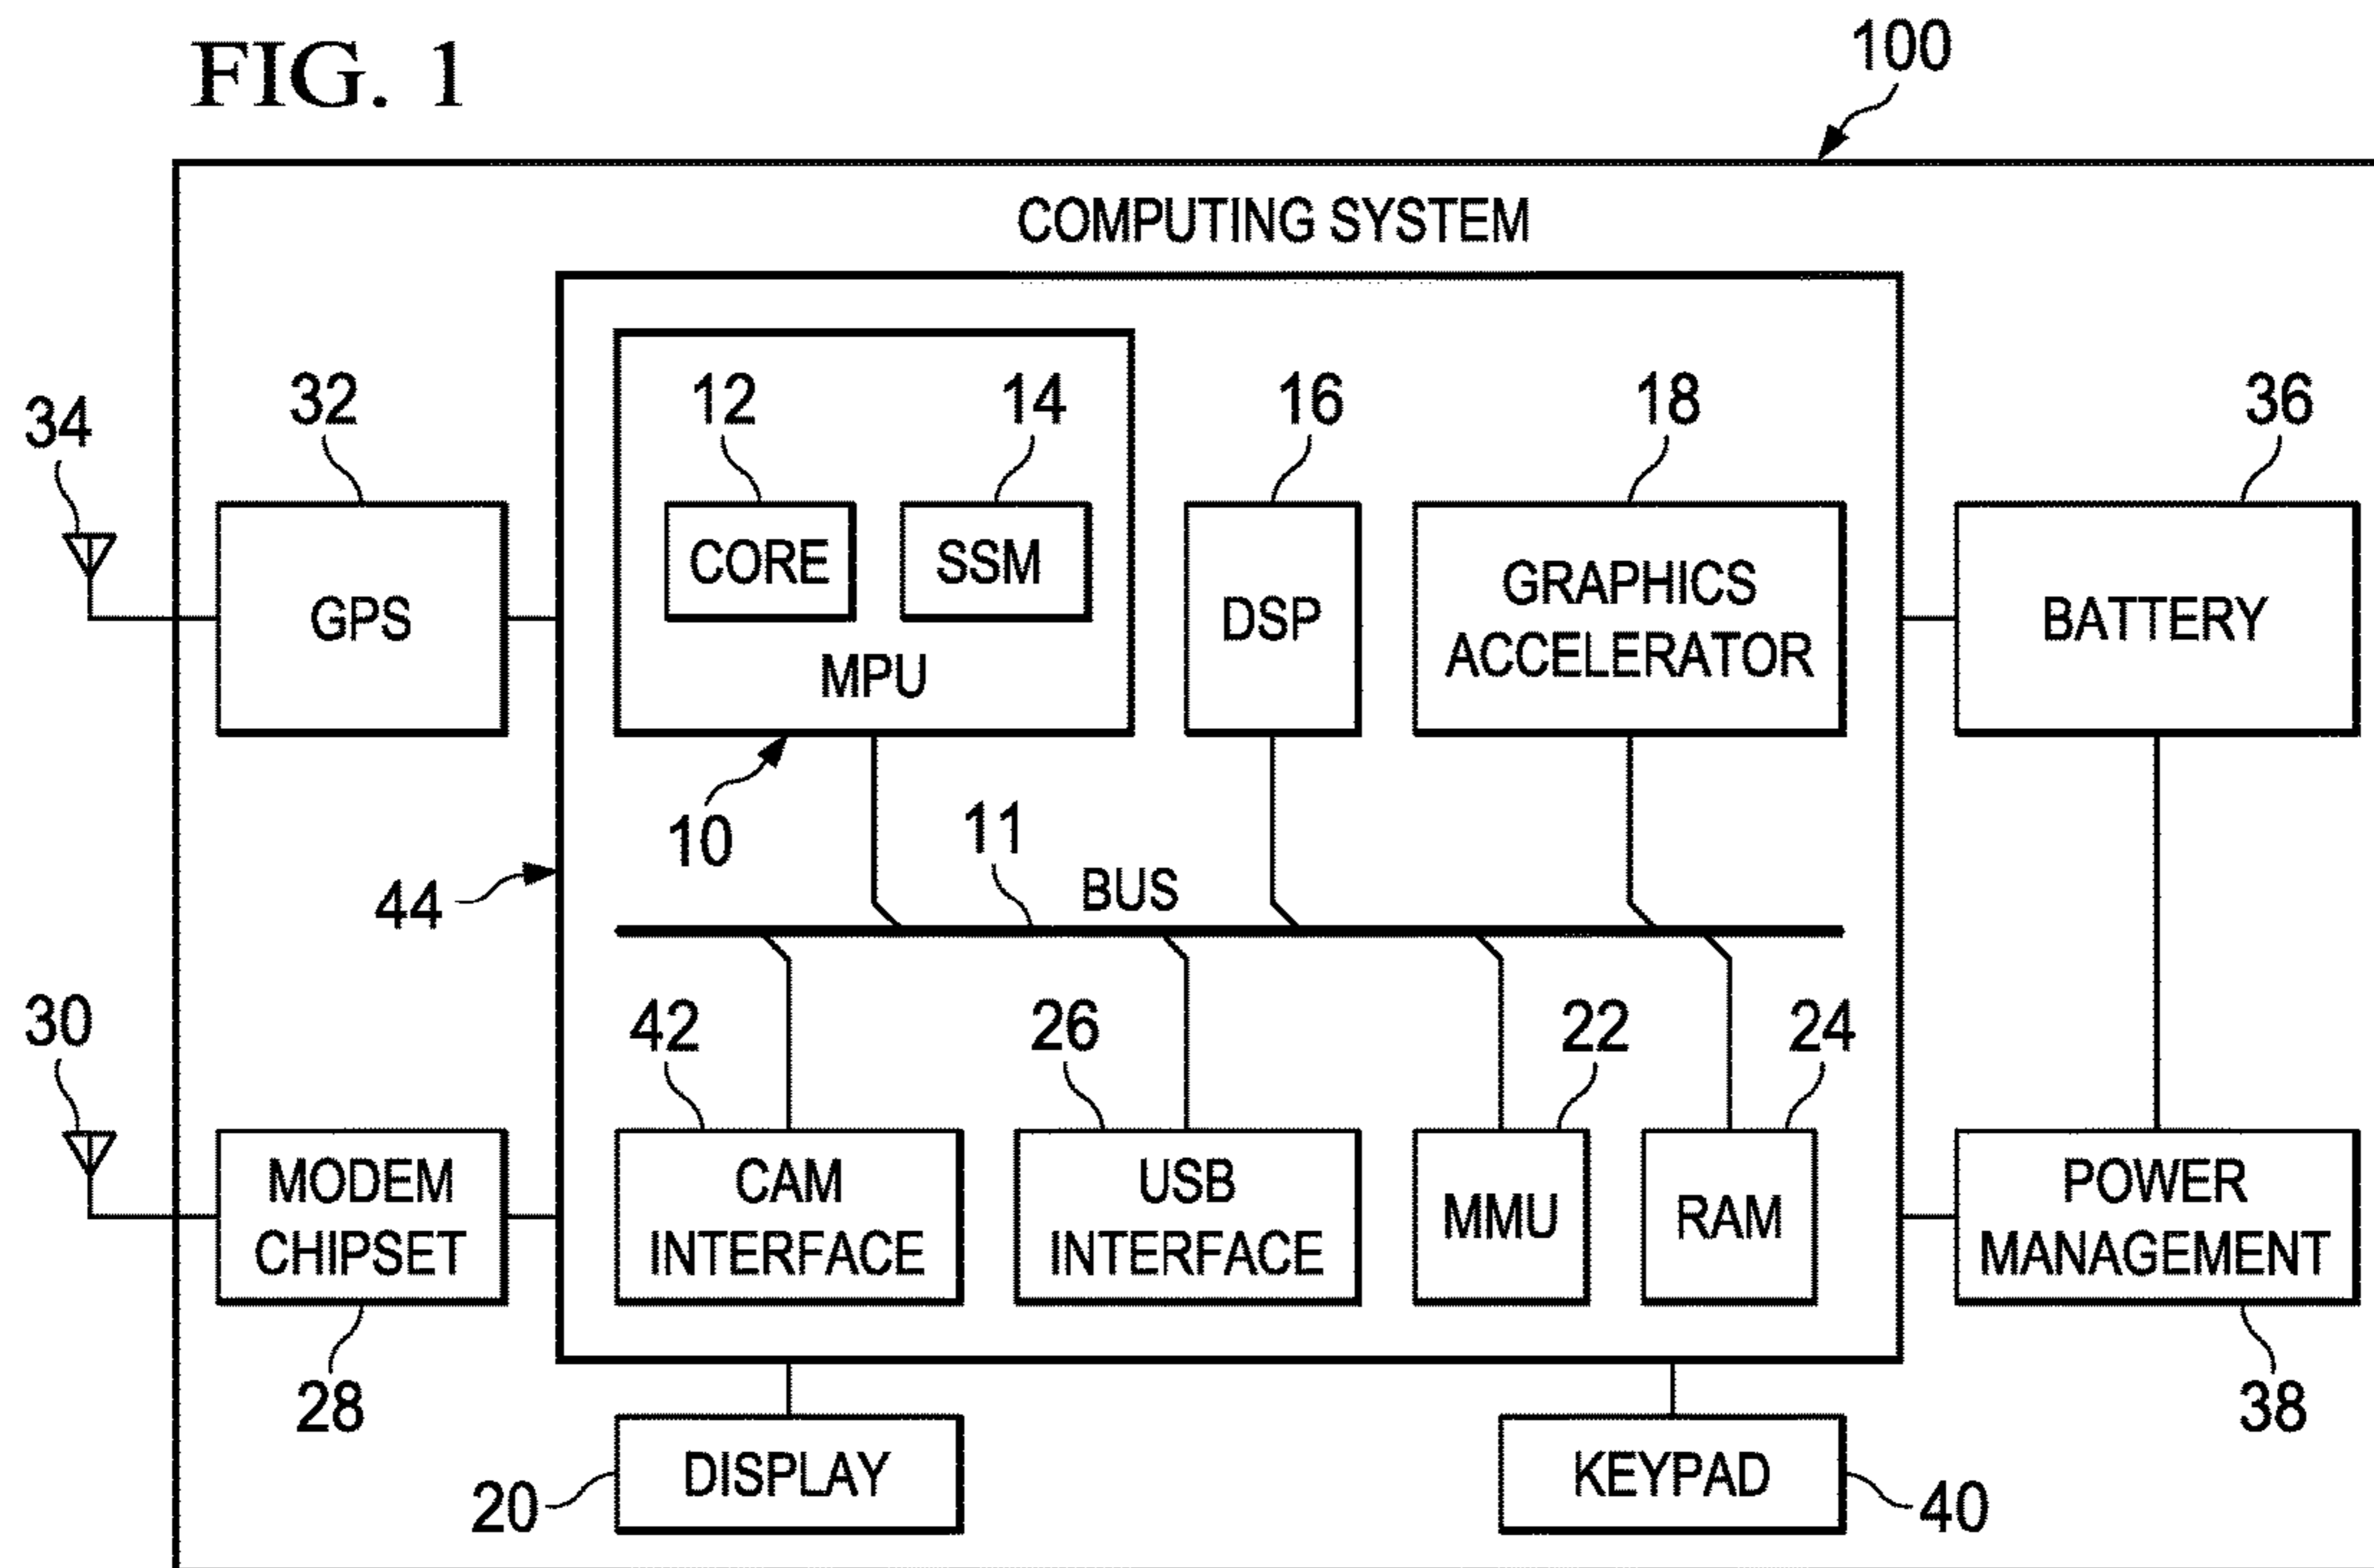 FIG. 1
100
COMPUTING SYSTEM
34
32
12
14
16
18
36
CORE
SSM
GPS
DSP
GRAPHICS
ACCELERATOR
BATTERY
MPU
10
11
BUS
44
30
42
26
22
24
MODEM
CHIPSET
CAM
INTERFACE
USB
INTERFACE
MMU
RAM
POWER
MANAGEMENT
28
38
20
DISPLAY
KEYPAD
40